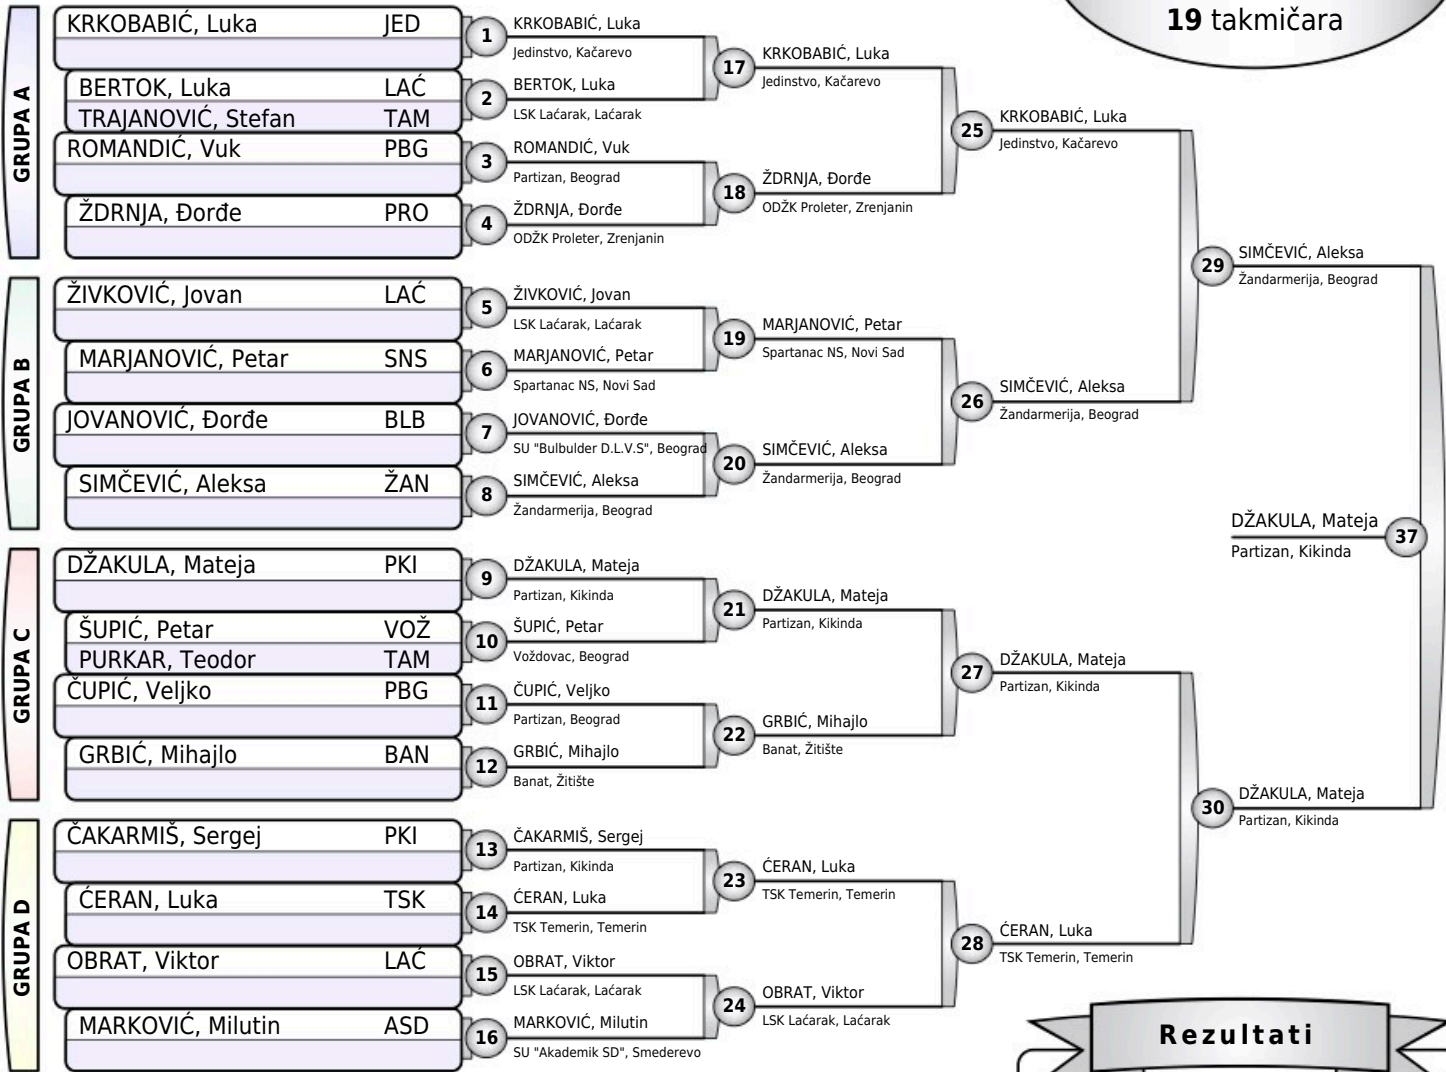 19 takmičara
GRUPA A
KRKOBABIĆ, Luka JED
BERTOK, Luka LAĆ
TRAJANOVIĆ, Stefan TAM
ROMANDIĆ, Vuk PBG
ŽDRNJA, Đorđe PRO
GRUPA B
ŽIVKOVIĆ, Jovan LAĆ
MARJANOVIĆ, Petar SNS
JOVANOVIĆ, Đorđe BLB
SIMČEVIĆ, Aleksa ŽAN
GRUPA C
DŽAKULA, Mateja PKI
ŠUPIĆ, Petar VOŽ
PURKAR, Teodor TAM
ČUPIĆ, Veljko PBG
GRBIĆ, Mihajlo BAN
GRUPA D
ČAKARMIŠ, Sergej PKI
ĆERAN, Luka TSK
OBRAT, Viktor LAĆ
MARKOVIĆ, Milutin ASD
1 KRKOBABIĆ, Luka
Jedinstvo, Kačarevo
2 BERTOK, Luka
LSK Laćarak, Laćarak
3 ROMANDIĆ, Vuk
Partizan, Beograd
4 ŽDRNJA, Đorđe
ODŽK Proleter, Zrenjanin
5 ŽIVKOVIĆ, Jovan
LSK Laćarak, Laćarak
6 MARJANOVIĆ, Petar
Spartanac NS, Novi Sad
7 JOVANOVIĆ, Đorđe
SU "Bulbulder D.L.V.S", Beograd
8 SIMČEVIĆ, Aleksa
Žandarmerija, Beograd
9 DŽAKULA, Mateja
Partizan, Kikinda
10 ŠUPIĆ, Petar
Voždovac, Beograd
11 ČUPIĆ, Veljko
Partizan, Beograd
12 GRBIĆ, Mihajlo
Banat, Žitište
13 ČAKARMIŠ, Sergej
Partizan, Kikinda
14 ĆERAN, Luka
TSK Temerin, Temerin
15 OBRAT, Viktor
LSK Laćarak, Laćarak
16 MARKOVIĆ, Milutin
SU "Akademik SD", Smederevo
17 KRKOBABIĆ, Luka
Jedinstvo, Kačarevo
18 ŽDRNJA, Đorđe
ODŽK Proleter, Zrenjanin
19 MARJANOVIĆ, Petar
Spartanac NS, Novi Sad
20 SIMČEVIĆ, Aleksa
Žandarmerija, Beograd
21 DŽAKULA, Mateja
Partizan, Kikinda
22 GRBIĆ, Mihajlo
Banat, Žitište
23 ĆERAN, Luka
TSK Temerin, Temerin
24 OBRAT, Viktor
LSK Laćarak, Laćarak
25 KRKOBABIĆ, Luka
Jedinstvo, Kačarevo
26 SIMČEVIĆ, Aleksa
Žandarmerija, Beograd
27 DŽAKULA, Mateja
Partizan, Kikinda
28 ĆERAN, Luka
TSK Temerin, Temerin
29 SIMČEVIĆ, Aleksa
Žandarmerija, Beograd
30 DŽAKULA, Mateja
Partizan, Kikinda
DŽAKULA, Mateja 37
Partizan, Kikinda
Rezultati